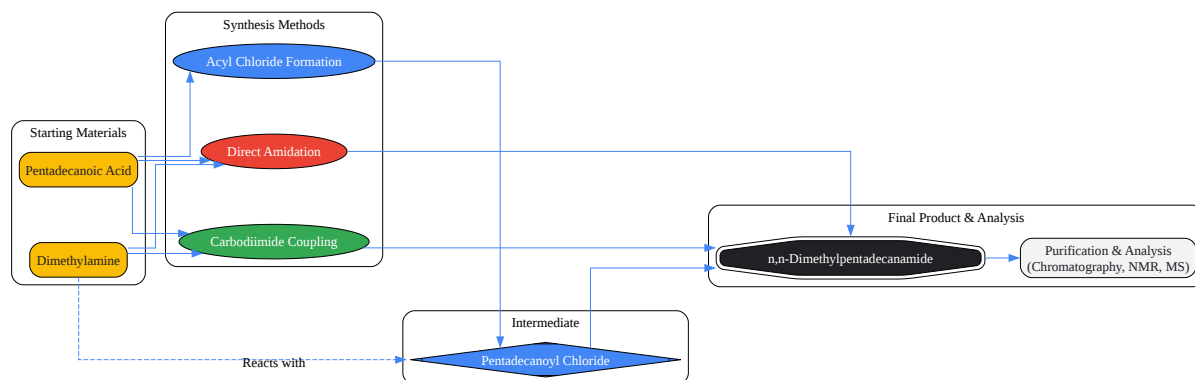 Synthesis Methods
Acyl Chloride Formation
Starting Materials
Direct Amidation
Pentadecanoic Acid
Final Product & Analysis
Carbodiimide Coupling
Dimethylamine
n,n-Dimethylpentadecanamide
Purification & Analysis
(Chromatography, NMR, MS)
Intermediate
Reacts with
Pentadecanoyl Chloride